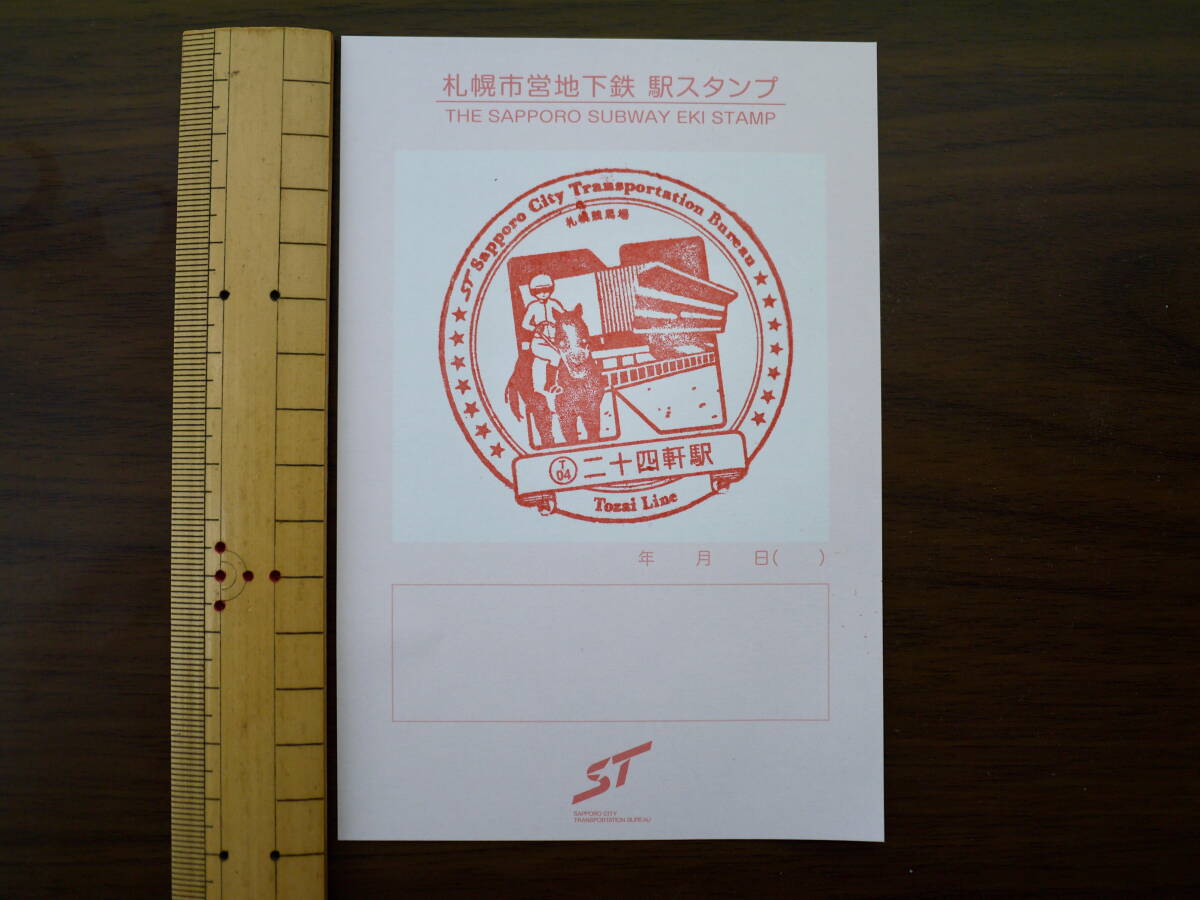 札幌市営地下鉄 駅スタンプ
THE SAPPORO SUBWAY EKI STAMP
ST Sapporo City Transportation Bureau
札幌競馬場
T
04
二十四軒駅
Tozai Line
年 月 日( )
ST
SAPPORO CITY
TRANSPORTATION BUREAU